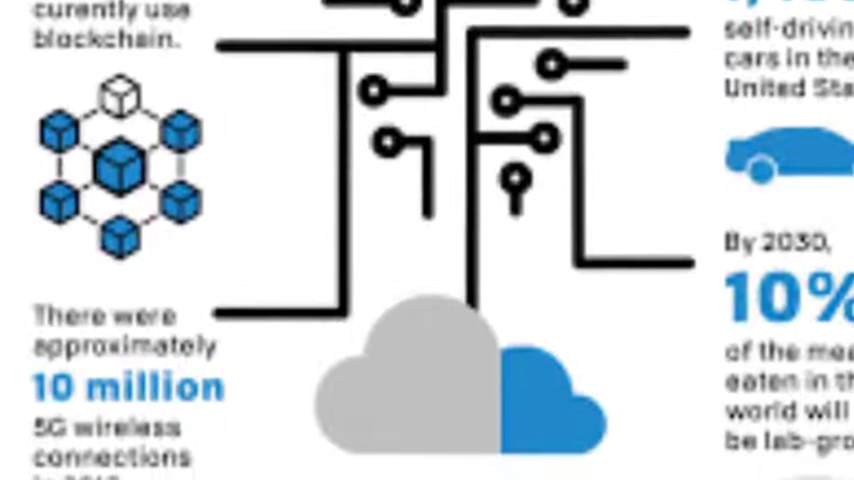 curently use
blockchain.
There were
approximately
10 million
5G wireless
connections
self-drivin
cars in the
United Sta
By 2030,
10%
of the mea
eaten in th
world will
be lab-gro